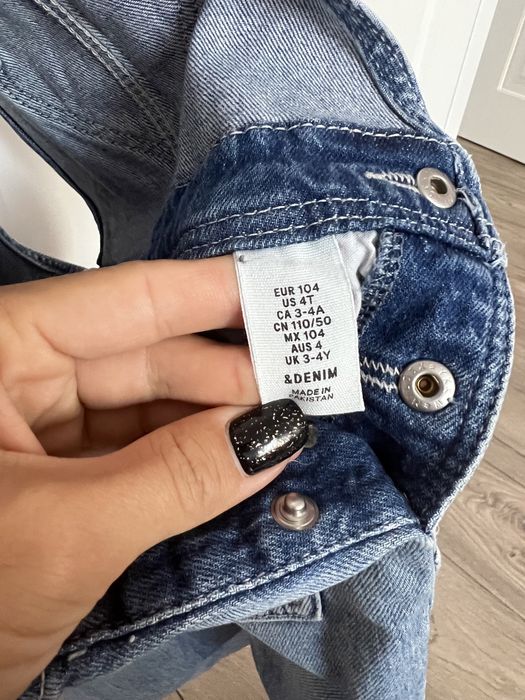 EUR 104
US 4T
CA 3-4A
CN 110/50
MX 104
AUS 4
UK 3-4Y
&DENIM
MADE IN
PAKISTAN